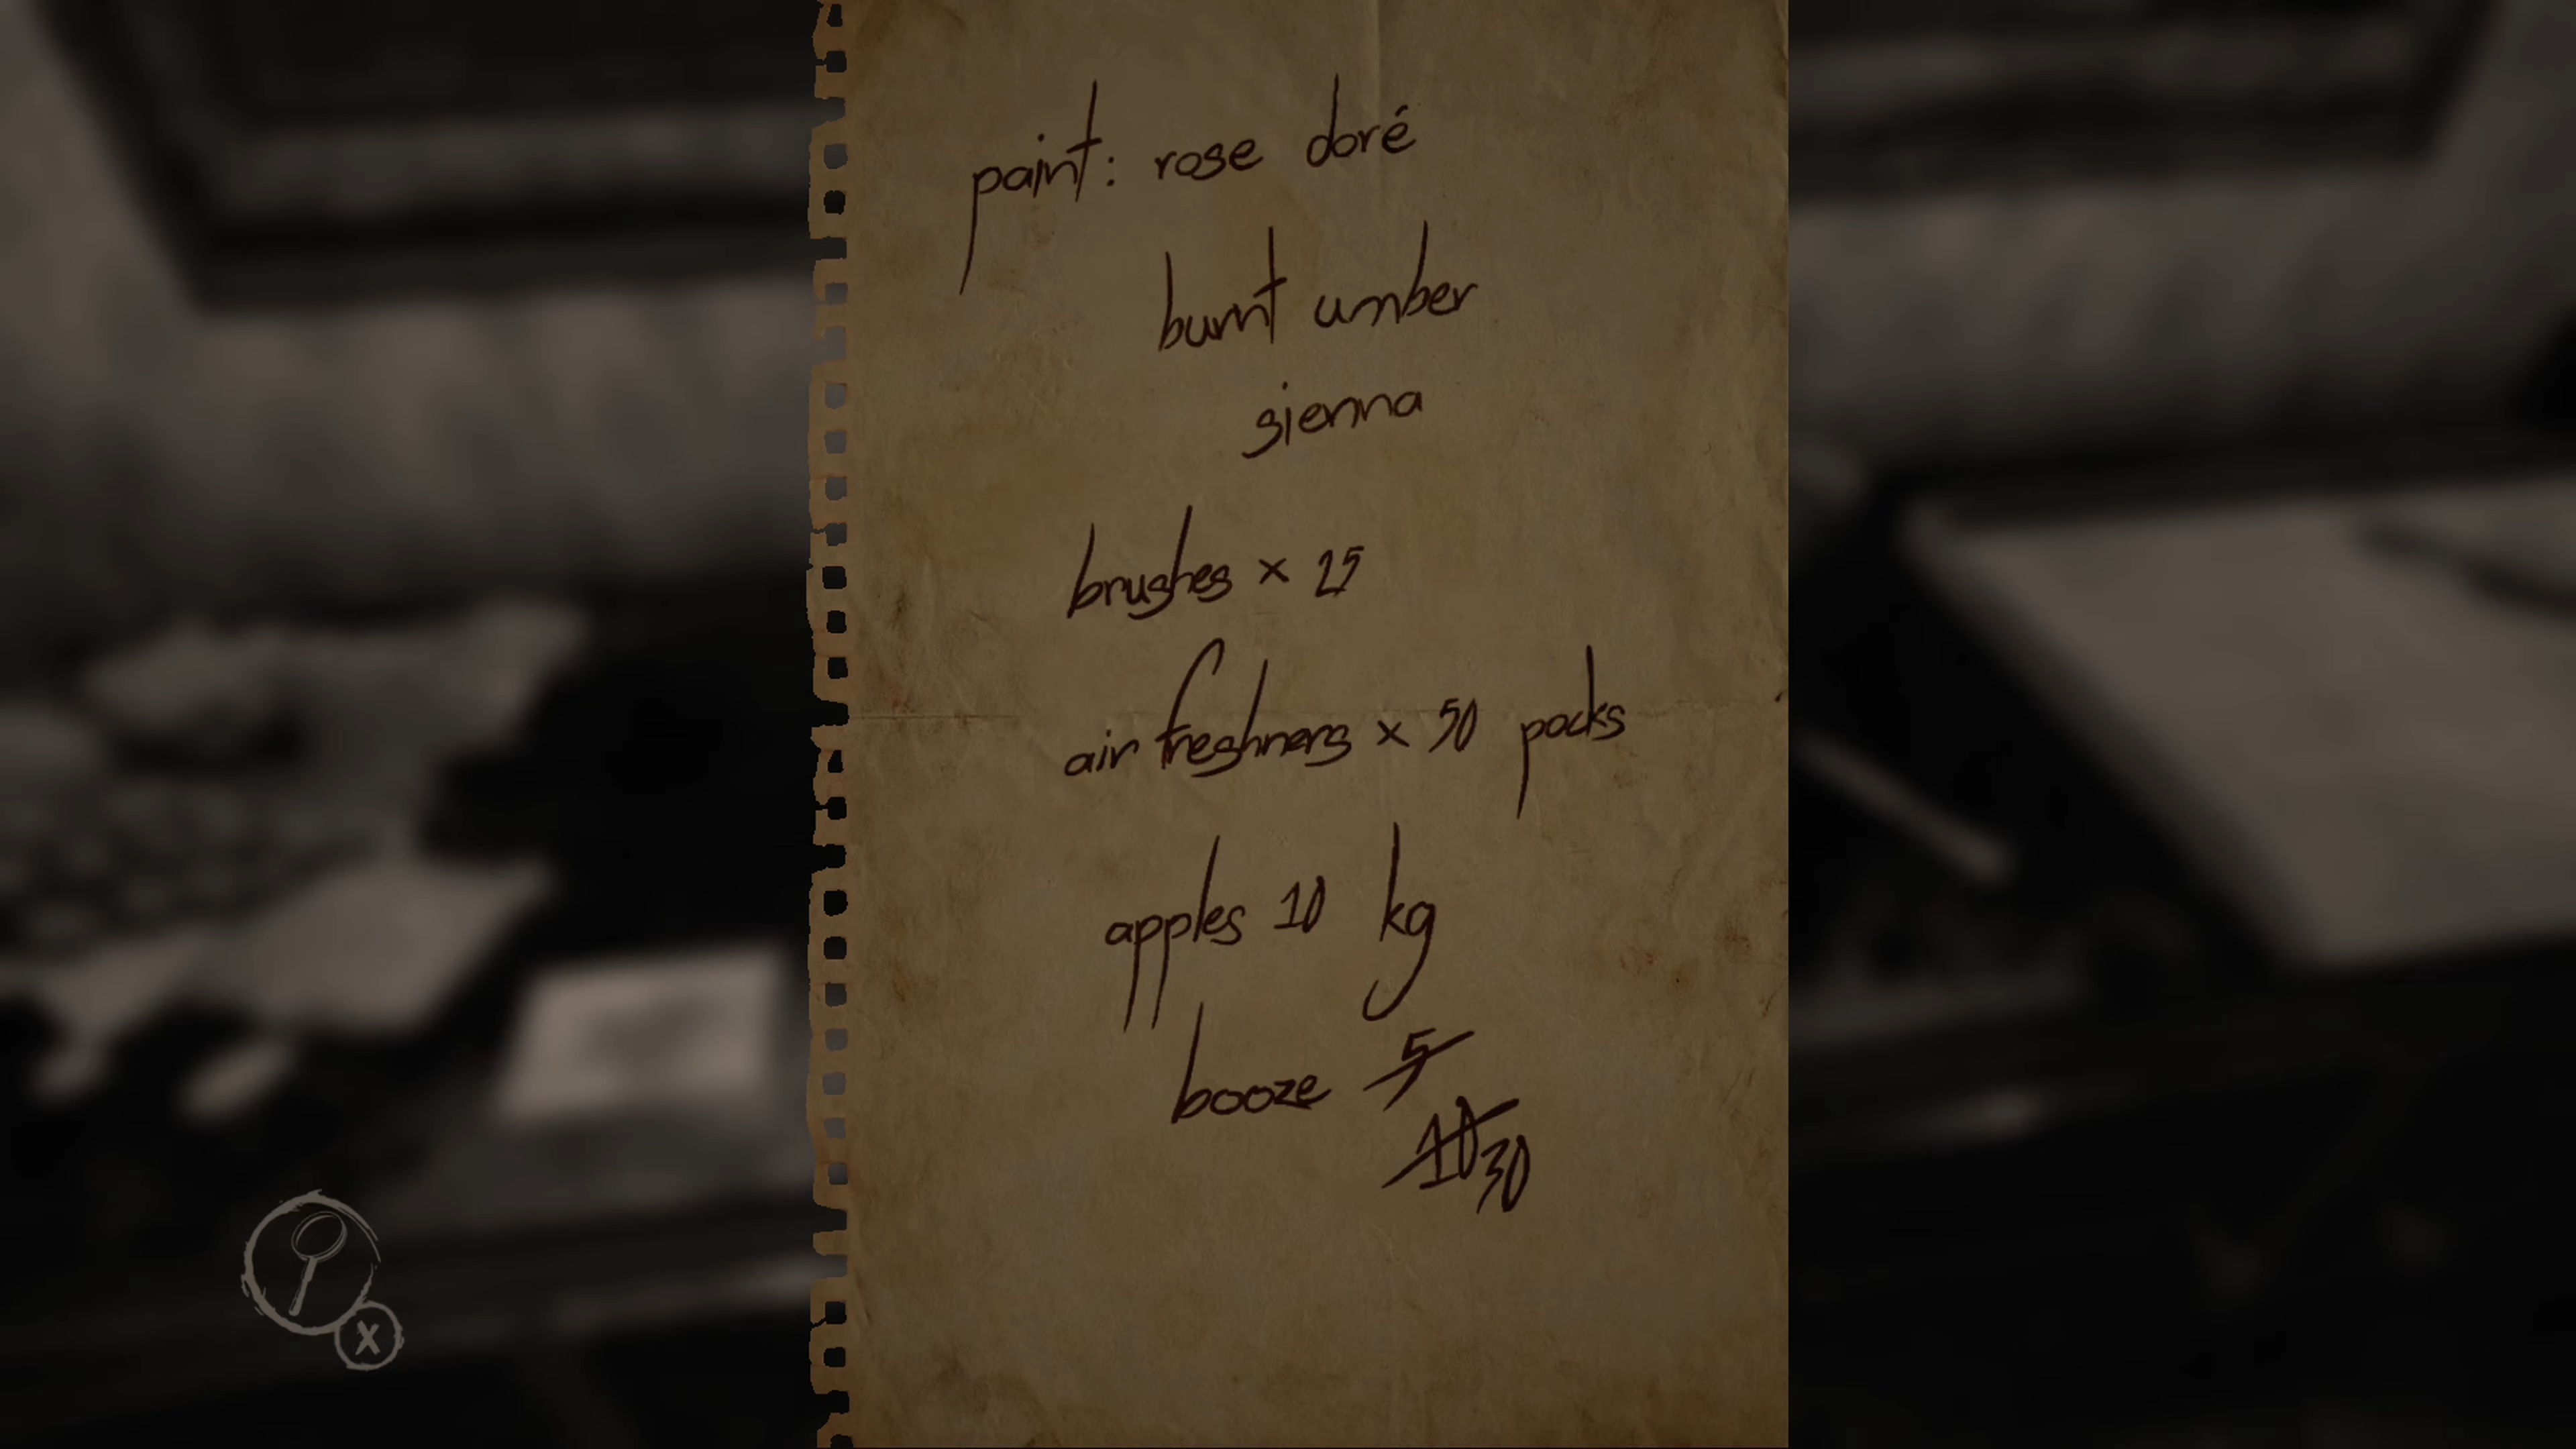 paint: rose doré
burnt umber
sienna
brushes x 25
air freshners x 50 packs
apples 10 kg
booze 5
10 30
X